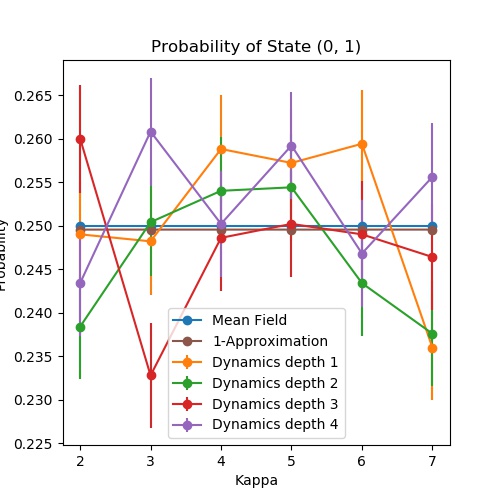 Probability of State (0, 1)
0.265
0.260
0.255
0.250
0.245
0.240
0.235
0.230
0.225
Probability
Mean Field
1-Approximation
Dynamics depth 1
Dynamics depth 2
Dynamics depth 3
Dynamics depth 4
2 3 4 5 6 7
Kappa